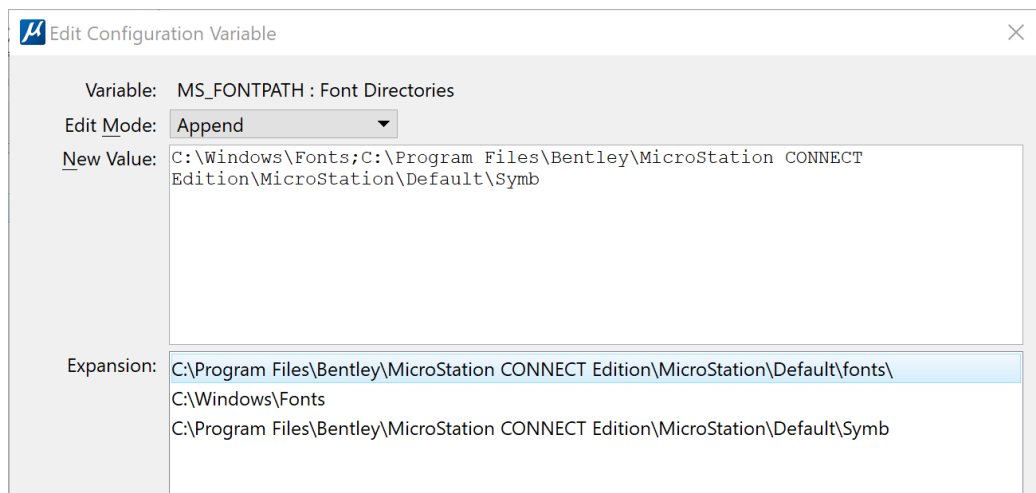 Edit Configuration Variable
Variable: MS_FONTPATH : Font Directories
Edit Mode: Append
New Value: C:\Windows\Fonts;C:\Program Files\Bentley\MicroStation CONNECT
Edition\MicroStation\Default\Symb
Expansion: C:\Program Files\Bentley\MicroStation CONNECT Edition\MicroStation\Default\fonts\
C:\Windows\Fonts
C:\Program Files\Bentley\MicroStation CONNECT Edition\MicroStation\Default\Symb